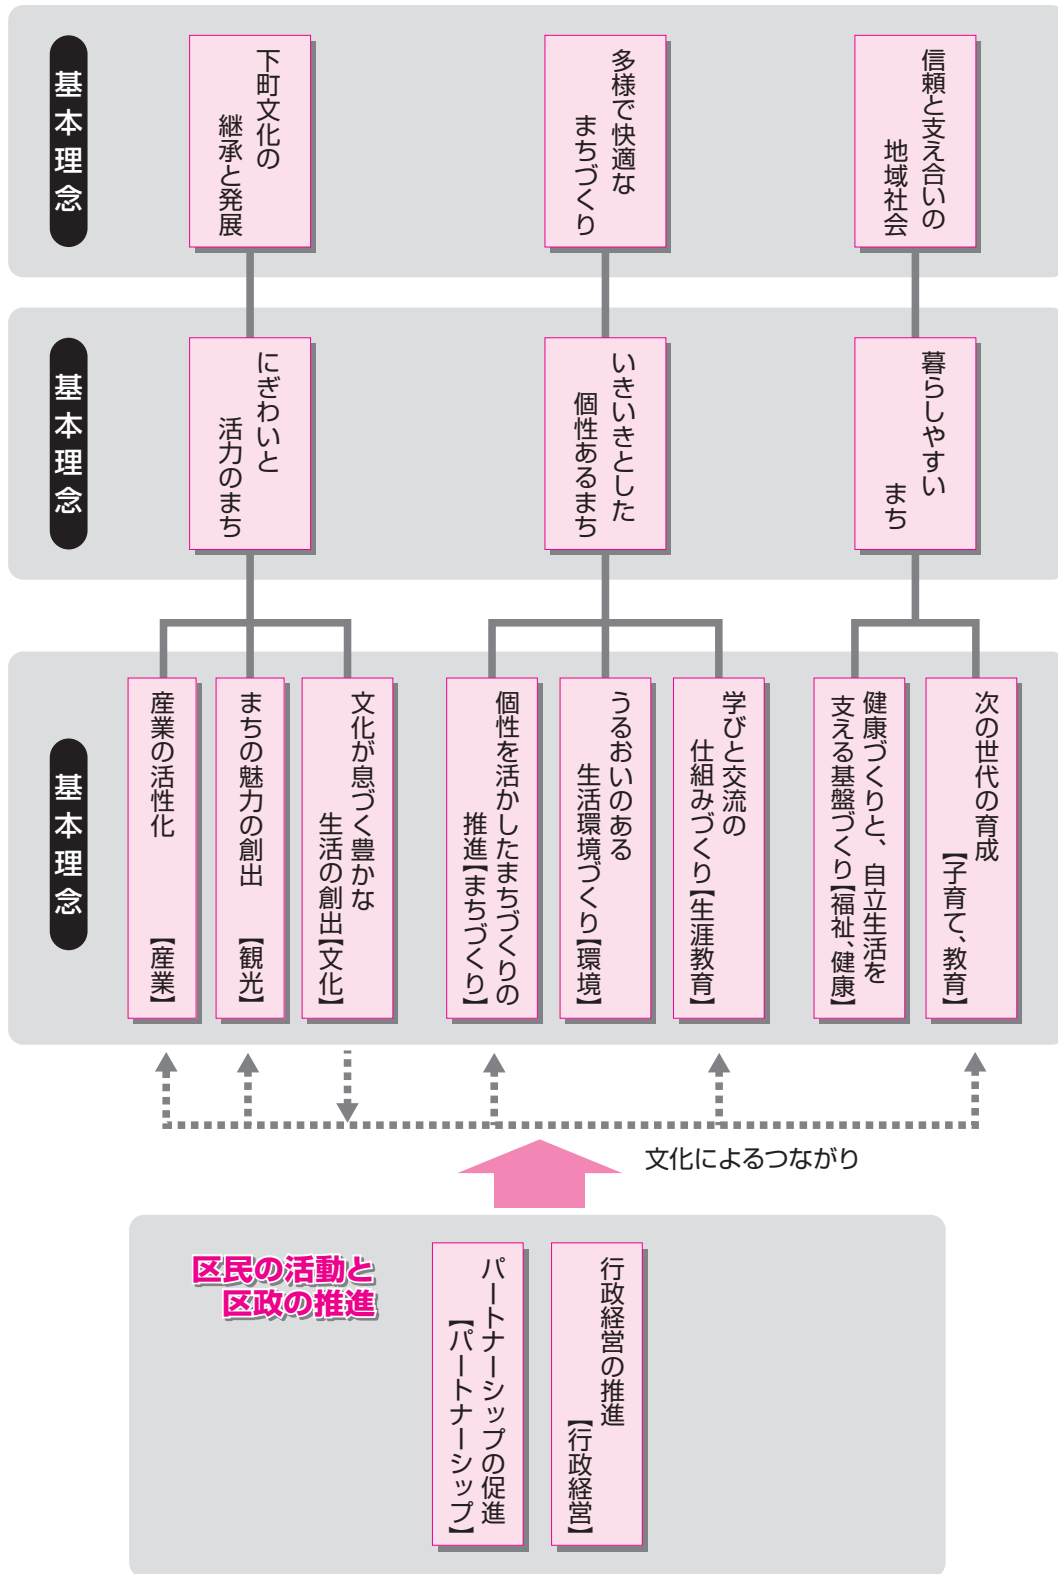 基本理念
下町文化の
継承と発展
多様で快適な
まちづくり
信頼と支え合いの
地域社会
基本理念
にぎわいと
活力のまち
いきいきとした
個性あるまち
暮らしやすい
まち
基本理念
産業の活性化 【産業】
まちの魅力の創出 【観光】
文化が息づく豊かな
生活の創出【文化】
個性を活かしたまちづくりの
推進【まちづくり】
うるおいのある
生活環境づくり【環境】
学びと交流の
仕組みづくり【生涯教育】
健康づくりと、自立生活を
支える基盤づくり【福祉、健康】
次の世代の育成
【子育て、教育】
文化によるつながり
区民の活動と
区政の推進
パートナーシップの促進
【パートナーシップ】
行政経営の推進
【行政経営】